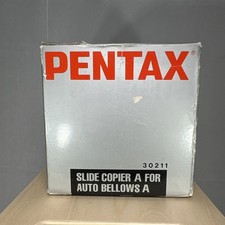 PENTAX
30211
SLIDE COPIER A FOR
AUTO BELLOWS A